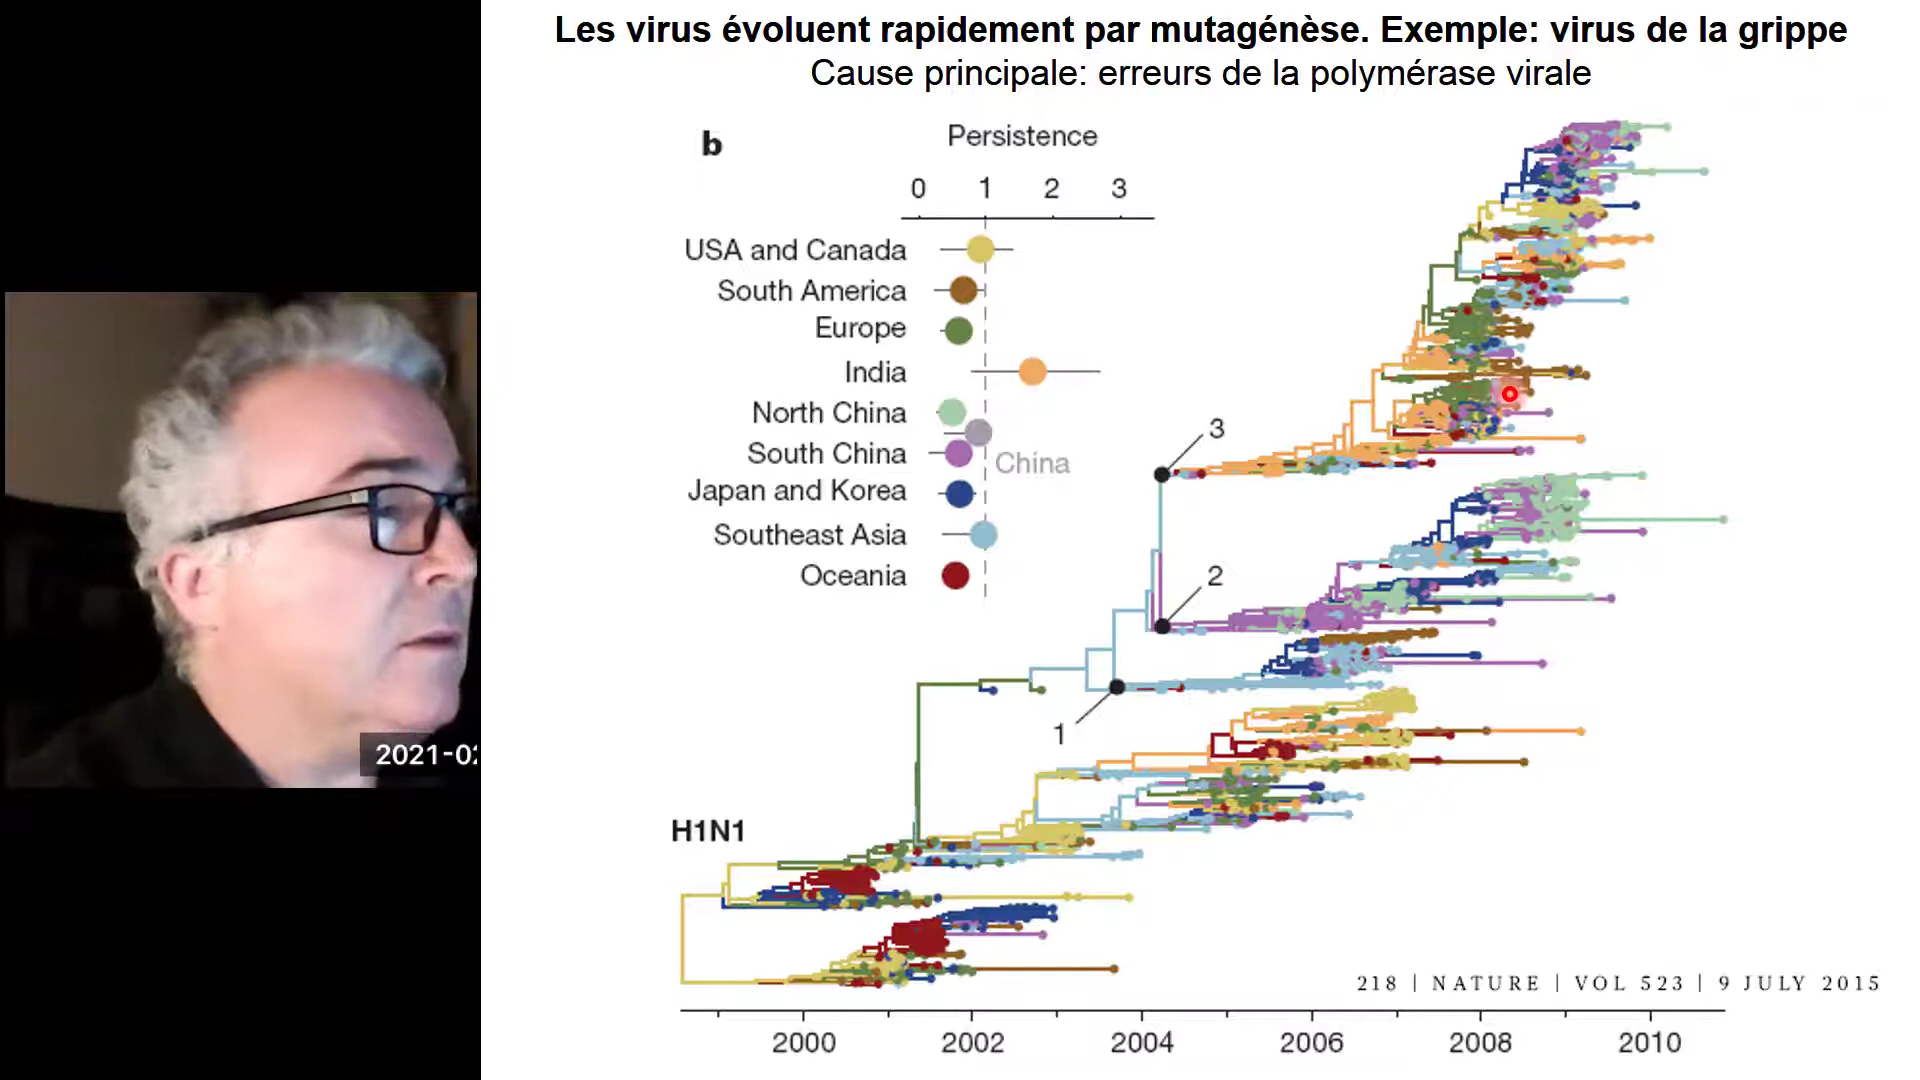 Les virus évoluent rapidement par mutagénèse. Exemple: virus de la grippe
Cause principale: erreurs de la polymérase virale
b
Persistence
0 1 2 3
USA and Canada
South America
Europe
India
North China
South China
China
Japan and Korea
Southeast Asia
Oceania
3
2
1
H1N1
2021-02
218 | NATURE | VOL 523 | 9 JULY 2015
2000 2002 2004 2006 2008 2010